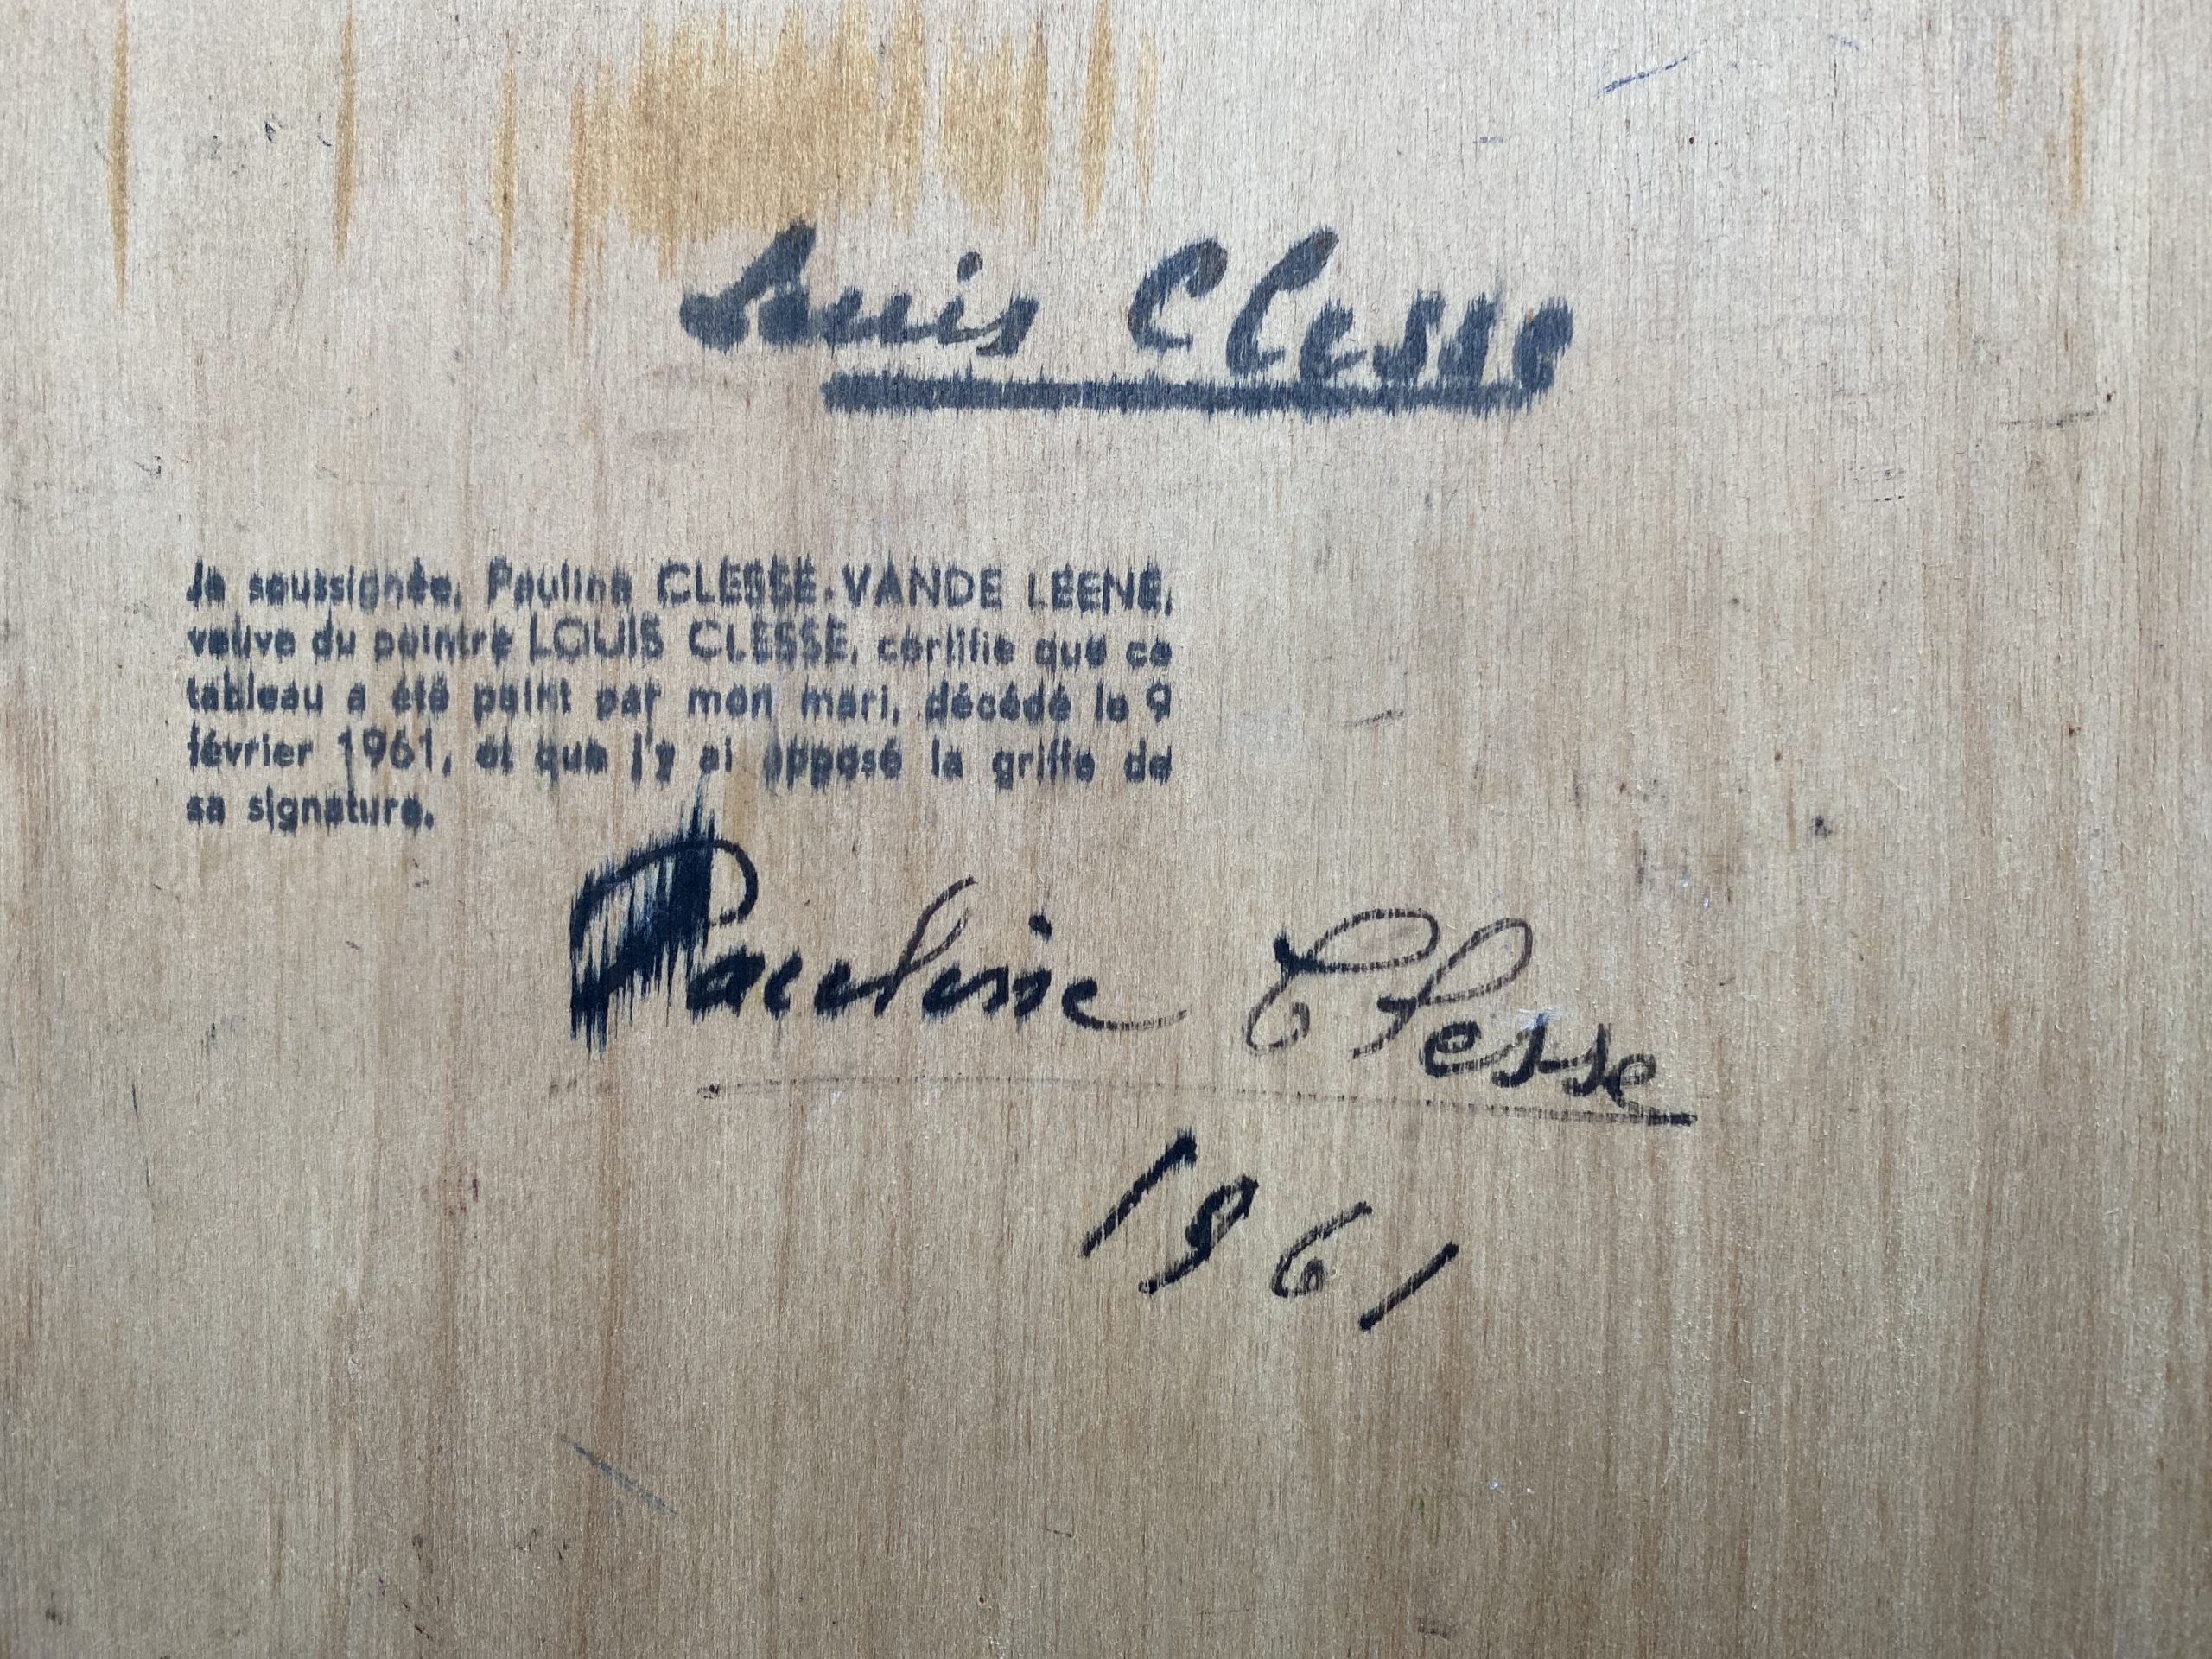 Louis Clesse
Je soussignée, Pauline CLESSE-VANDE LEENE,
veuve du peintre LOUIS CLESSE, certifie que ce
tableau a été peint par mon mari, décédé le 9
février 1961, et que j'y ai apposé la griffe de
sa signature.
Pauline Clesse
1961